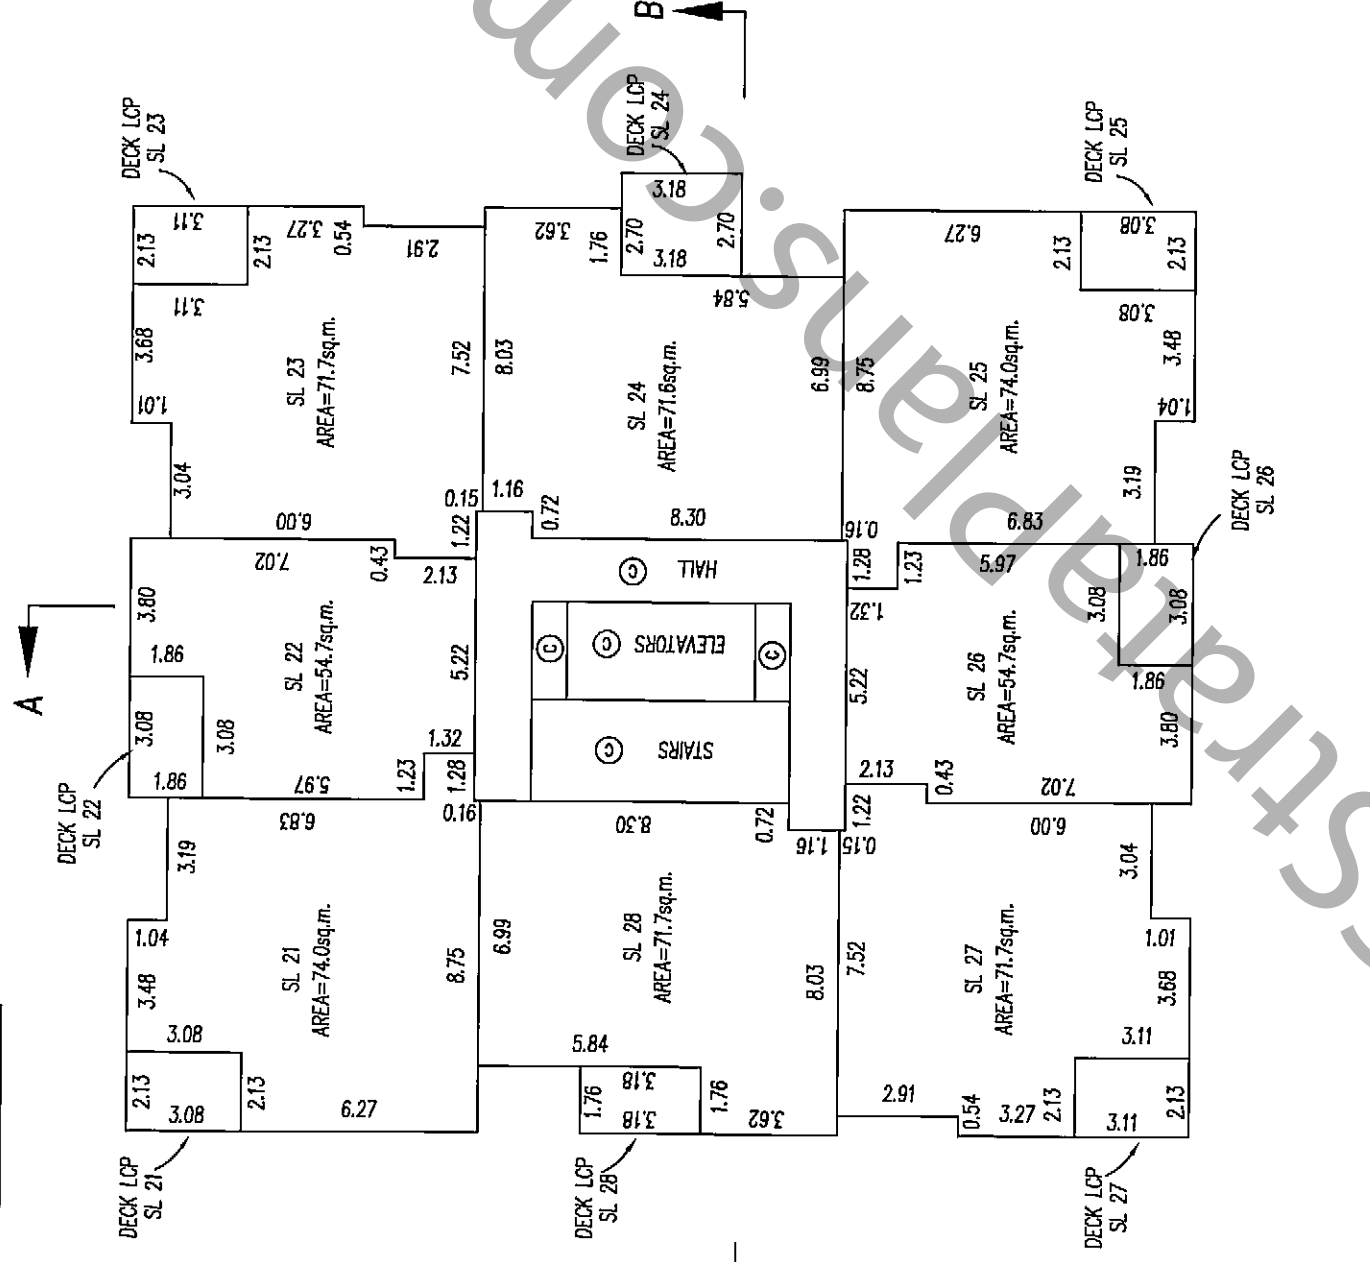 B
DECK LCP
SL 23
DECK LCP
SL 24
DECK LCP
SL 25
3.11
2.13
2.13
3.27
0.54
2.91
3.11
3.68
1.01
3.04
SL 23
AREA=71.7sq.m.
7.52
6.00
0.15
1.22
3.62
1.76
2.70
3.18
3.18
2.70
5.84
8.03
SL 24
AREA=71.6sq.m.
6.99
1.16
0.72
8.30
6.27
2.13
3.08
2.13
3.08
8.75
SL 25
AREA=74.0sq.m.
3.48
1.04
3.19
6.83
0.16
1.28
A
3.80
7.02
0.43
2.13
1.86
3.08
1.86
3.08
SL 22
AREA=54.7sq.m.
5.22
1.32
1.23
1.28
5.97
DECK LCP
SL 22
HALL
C
ELEVATORS
C
C
C
STAIRS
C
1.23
1.32
5.97
1.86
3.08
3.08
1.86
DECK LCP
SL 26
SL 26
AREA=54.7sq.m.
5.22
3.80
2.13
0.43
7.02
1.22
6.83
0.16
3.19
1.04
3.48
SL 21
AREA=74.0sq.m.
8.75
3.08
2.13
3.08
2.13
6.27
DECK LCP
SL 21
8.30
0.72
1.16
6.99
SL 28
AREA=71.7sq.m.
8.03
5.84
1.76
3.18
3.18
1.76
3.62
DECK LCP
SL 28
0.15
6.00
3.04
1.01
7.52
SL 27
AREA=71.7sq.m.
3.68
3.11
2.91
0.54
3.27
2.13
3.11
2.13
DECK LCP
SL 27
strataplans.com